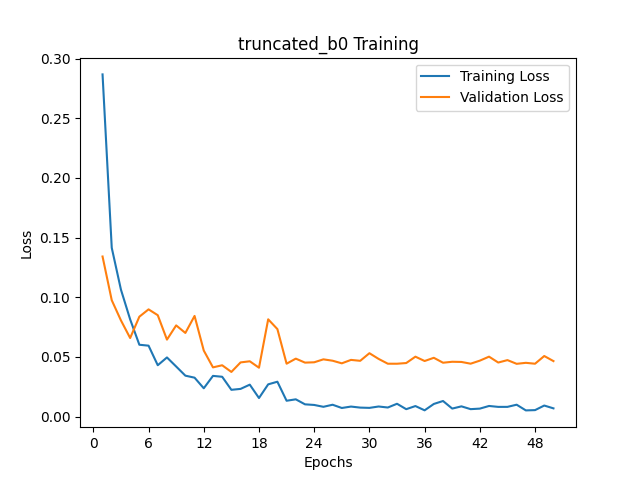 truncated_b0 Training
0.30
0.25
0.20
0.15
0.10
0.05
0.00
Loss
Training Loss
Validation Loss
0 6 12 18 24 30 36 42 48
Epochs